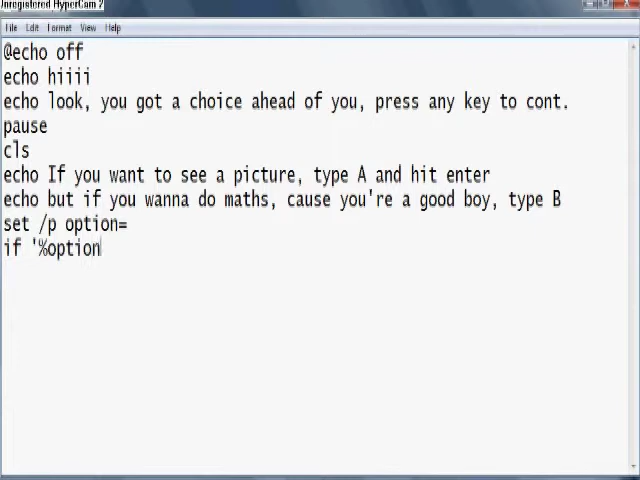 Unregistered HyperCam 2
File Edit Format View Help
@echo off
echo hiiii
echo look, you got a choice ahead of you, press any key to cont.
pause
cls
echo If you want to see a picture, type A and hit enter
echo but if you wanna do maths, cause you're a good boy, type B
set /p option=
if '%option